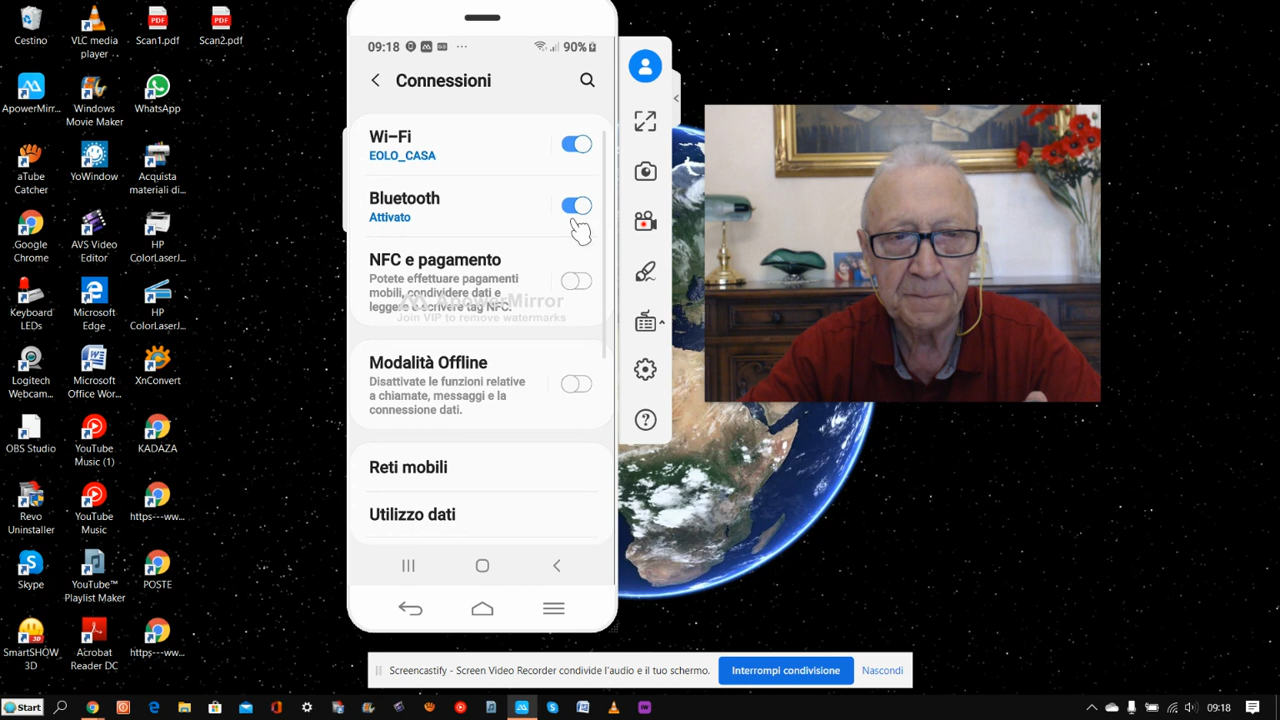 Cestino
VLC media
player
Scan1.pdf
Scan2.pdf
ApowerMirr...
Windows
Movie Maker
WhatsApp
aTube
Catcher
YoWindow
Acquista
materiali di...
.Google
Chrome
AVS Video
Editor
HP
ColorLaserJ...
Keyboard
LEDs
Microsoft
Edge
HP
ColorLaserJ...
Logitech
Webcam...
Microsoft
Office Wor...
XnConvert
OBS Studio
YouTube
Music (1)
KADAZA
Revo
Uninstaller
YouTube
Music
https---ww...
Skype
YouTube™
Playlist Maker
POSTE
SmartSHOW
3D
Acrobat
Reader DC
https---ww...
09:18
90%
Connessioni
Wi-Fi
EOLO_CASA
Bluetooth
Attivato
NFC e pagamento
Potete effettuare pagamenti
mobili, condividere dati e
leggere e scrivere tag NFC.
ApowerMirror
Join VIP to remove watermarks
Modalità Offline
Disattivate le funzioni relative
a chiamate, messaggi e la
connessione dati.
Reti mobili
Utilizzo dati
Screencastify - Screen Video Recorder condivide l'audio e il tuo schermo.
Interrompi condivisione
Nascondi
Start
09:18